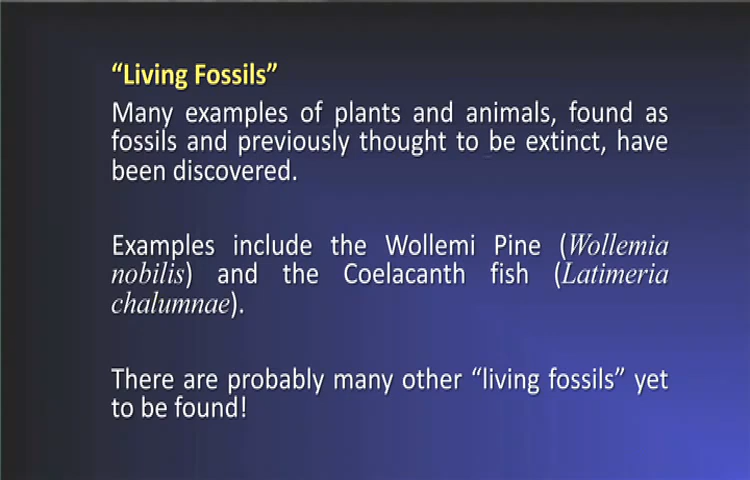 “Living Fossils”
Many examples of plants and animals, found as
fossils and previously thought to be extinct, have
been discovered.
Examples include the Wollemi Pine (Wollemia
nobilis) and the Coelacanth fish (Latimeria
chalumnae).
There are probably many other “living fossils” yet
to be found!